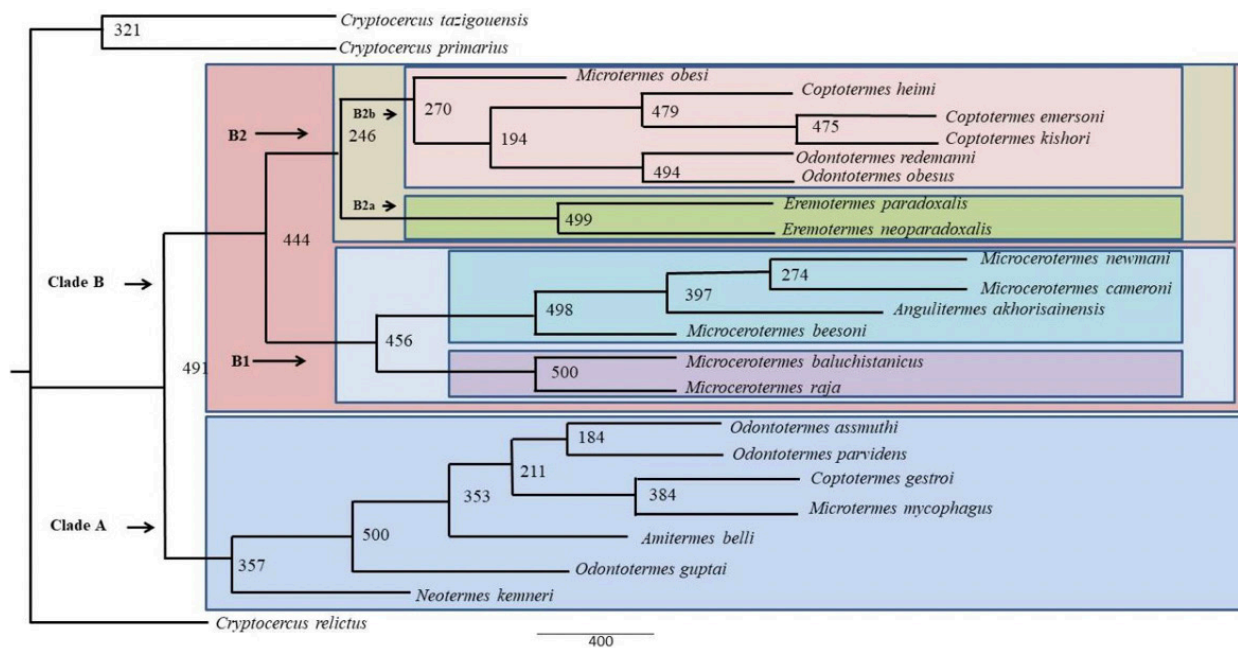 Cryptocercus tazigouensis
321
Cryptocercus primarius
Microtermes obesi
Coptotermes heimi
B2b
270
479
Coptotermes emersoni
B2
246
475
194
Coptotermes kishori
Odontotermes redemanni
494
Odontotermes obesus
B2a
Eremotermes paradoxalis
499
Eremotermes neoparadoxalis
444
Microcerotermes newmani
274
Clade B
Microcerotermes cameroni
397
498
Angulitermes akhorisainensis
Microcerotermes beesoni
456
B1
Microcerotermes baluchistanicus
491
500
Microcerotermes raja
Odontotermes assmuthi
184
Odontotermes parvidens
211
Coptotermes gestroi
353
384
Microtermes mycophagus
Clade A
500
Amitermes belli
357
Odontotermes guptai
Neotermes kemneri
Cryptocercus relictus
400